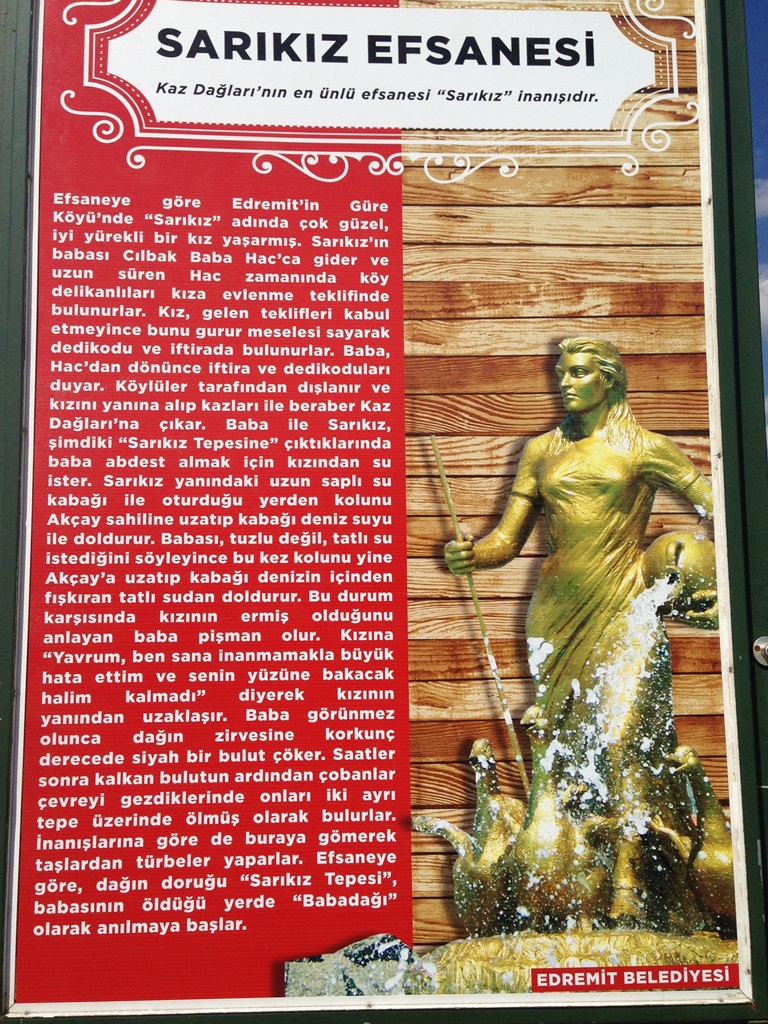 SARIKIZ EFSANESİ
Kaz Dağları'nın en ünlü efsanesi "Sarıkız" inanışıdır.
Efsaneye göre Edremit'in Güre
Köyü'nde "Sarıkız" adında çok güzel,
iyi yürekli bir kız yaşarmış. Sarıkız'ın
babası Cılbak Baba Hac'ca gider ve
uzun süren Hac zamanında köy
delikanlıları kıza evlenme teklifinde
bulunurlar. Kız, gelen teklifleri kabul
etmeyince bunu gurur meselesi sayarak
dedikodu ve iftirada bulunurlar. Baba,
Hac'dan dönünce iftira ve dedikoduları
duyar. Köylüler tarafından dışlanır ve
kızını yanına alıp kazları ile beraber Kaz
Dağları'na çıkar. Baba ile Sarıkız,
şimdiki "Sarıkız Tepesine" çıktıklarında
baba abdest almak için kızından su
ister. Sarıkız yanındaki uzun saplı su
kabağı ile oturduğu yerden kolunu
Akçay sahiline uzatıp kabağı deniz suyu
ile doldurur. Babası, tuzlu değil, tatlı su
istediğini söyleyince bu kez kolunu yine
Akçay'a uzatıp kabağı denizin içinden
fışkıran tatlı sudan doldurur. Bu durum
karşısında kızının ermiş olduğunu
anlayan baba pişman olur. Kızına
"Yavrum, ben sana inanmamakla büyük
hata ettim ve senin yüzüne bakacak
halim kalmadı" diyerek kızının
yanından uzaklaşır. Baba görünmez
olunca dağın zirvesine korkunç
derecede siyah bir bulut çöker. Saatler
sonra kalkan bulutun ardından çobanlar
çevreyi gezdiklerinde onları iki ayrı
tepe üzerinde ölmüş olarak bulurlar.
İnanışlarına göre de buraya gömerek
taşlardan türbeler yaparlar. Efsaneye
göre, dağın doruğu "Sarıkız Tepesi",
babasının öldüğü yerde "Babadağı"
olarak anılmaya başlar.
EDREMIT BELEDİYESİ